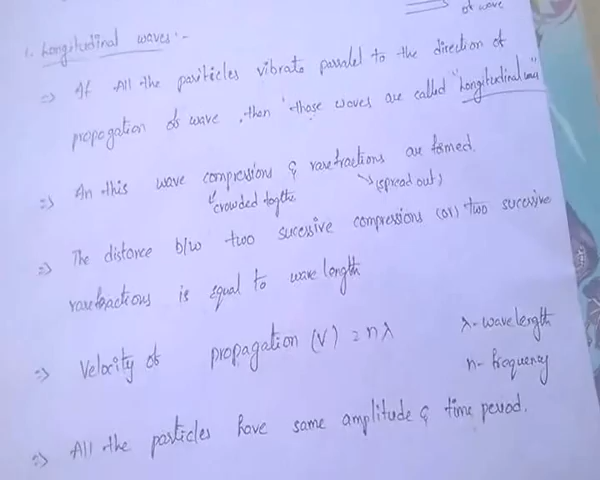 of wave
1. Longitudinal waves :-
=> If All the particles vibrate parallel to the direction of
propagation of wave, then those waves are called "Longitudinal waves"
=> In this wave compressions & rarefractions are formed.
crowded togthe (spread out)
=> The distance b/w two sucessive compressions (or) two sucessive
rarefractions is equal to wave length
=> Velocity of propagation (V) = nλ λ - wave length
n - frequency
=> All the particles have same amplitude & time period.